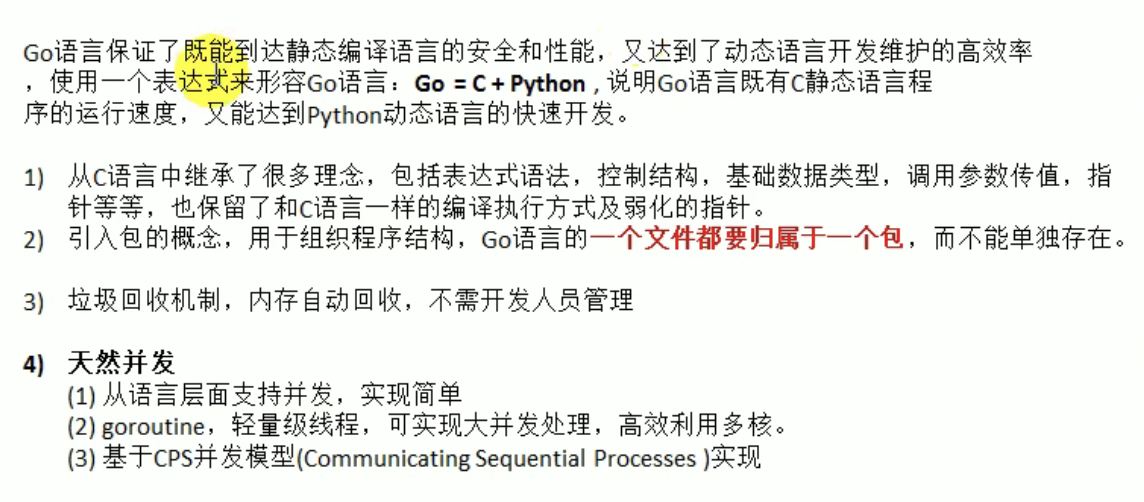 Go语言保证了既能到达静态编译语言的安全和性能，又达到了动态语言开发维护的高效率
，使用一个表达式来形容Go语言：Go = C + Python , 说明Go语言既有C静态语言程
序的运行速度，又能达到Python动态语言的快速开发。
1) 从C语言中继承了很多理念，包括表达式语法，控制结构，基础数据类型，调用参数传值，指
针等等，也保留了和C语言一样的编译执行方式及弱化的指针。
2) 引入包的概念，用于组织程序结构，Go语言的一个文件都要归属于一个包，而不能单独存在。
3) 垃圾回收机制，内存自动回收，不需开发人员管理
4) 天然并发
(1) 从语言层面支持并发，实现简单
(2) goroutine，轻量级线程，可实现大并发处理，高效利用多核。
(3) 基于CPS并发模型(Communicating Sequential Processes )实现